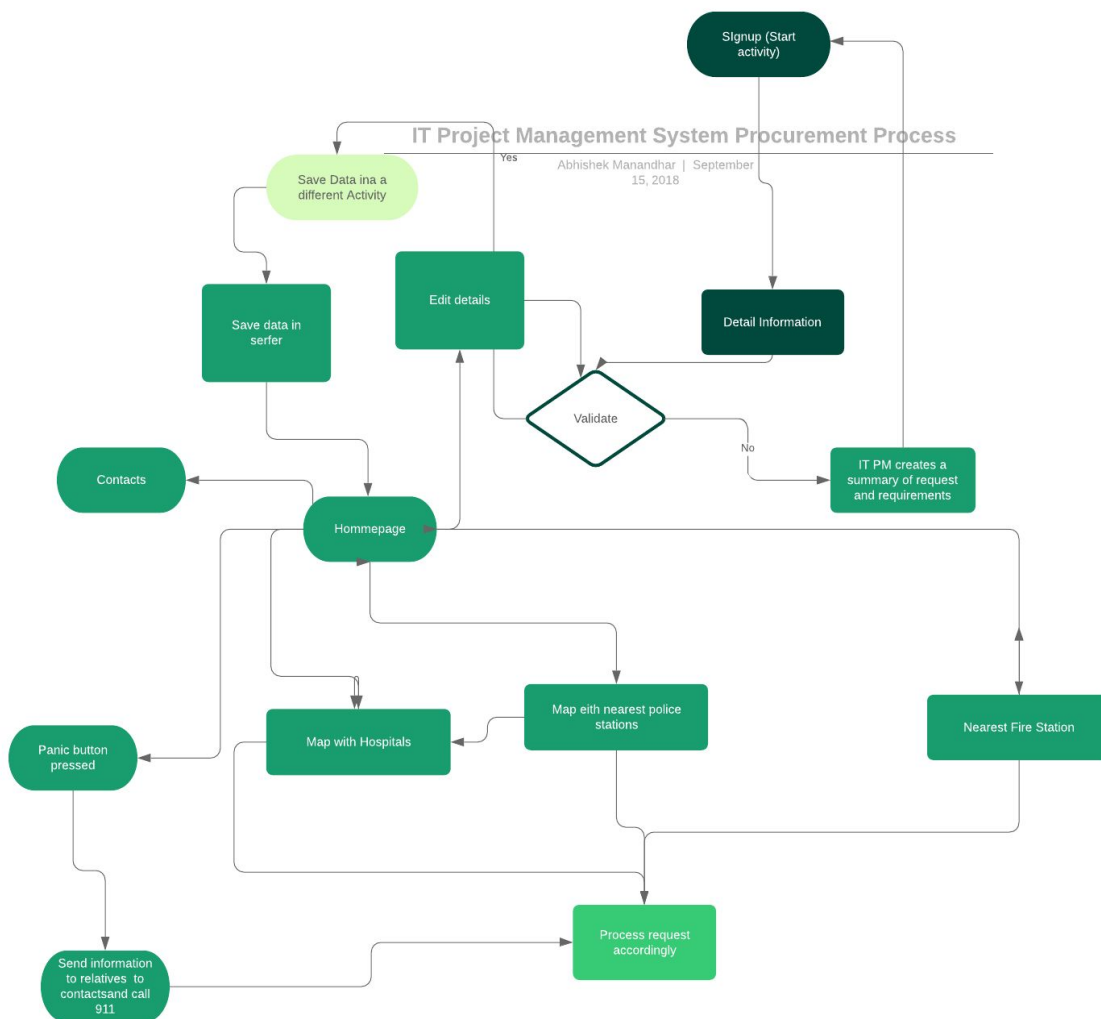 SIgnup (Start
activity)
IT Project Management System Procurement Process
Yes
Abhishek Manandhar | September
15, 2018
Save Data ina a
different Activity
Edit details
Detail Information
Save data in
serfer
Validate
No
IT PM creates a
summary of request
and requirements
Contacts
Hommepage
Map eith nearest police
stations
Nearest Fire Station
Map with Hospitals
Panic button
pressed
Process request
accordingly
Send information
to relatives to
contactsand call
911